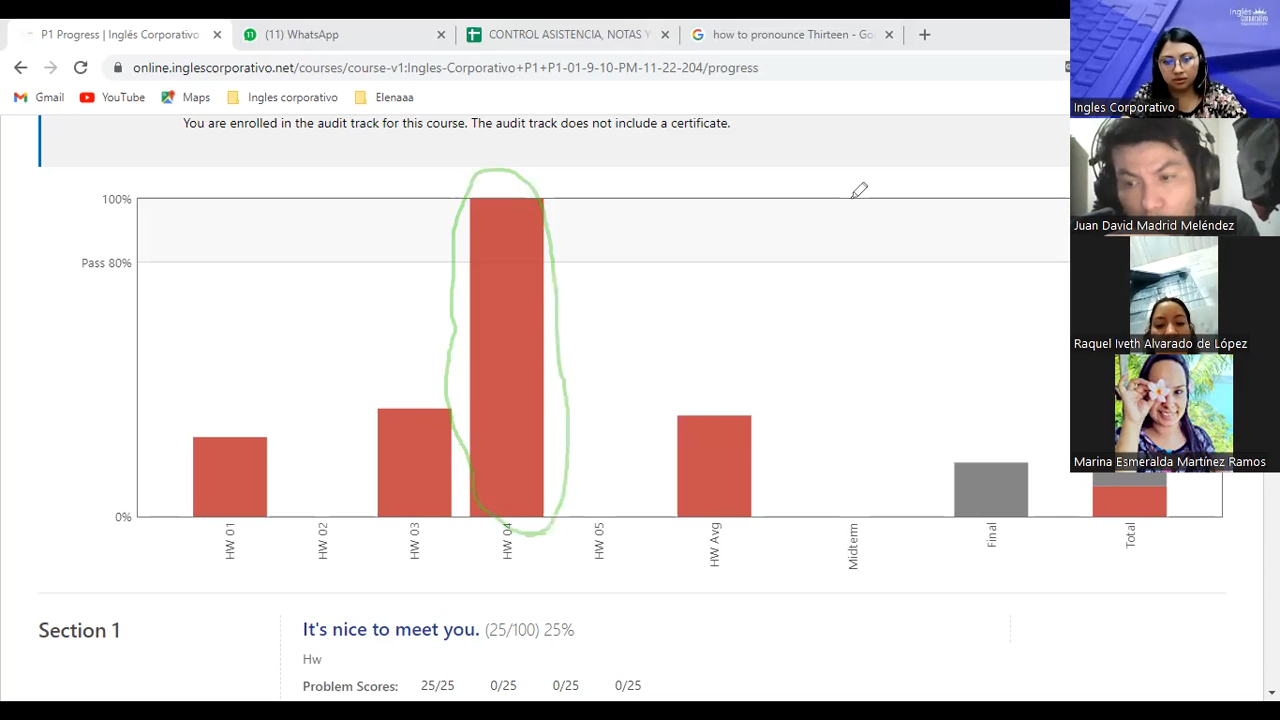 P1 Progress | Inglés Corporativo
(11) WhatsApp
CONTROL ASISTENCIA, NOTAS Y
how to pronounce Thirteen - Go
online.inglescorporativo.net/courses/course-v1:Ingles-Corporativo+P1+P1-01-9-10-PM-11-22-204/progress
Gmail
YouTube
Maps
Ingles corporativo
Elenaaa
You are enrolled in the audit track for this course. The audit track does not include a certificate.
100%
Pass 80%
0%
HW 01
HW 02
HW 03
HW 04
HW 05
HW Avg
Midterm
Final
Total
Section 1
It's nice to meet you. (25/100) 25%
Hw
Problem Scores: 25/25 0/25 0/25 0/25
Inglés
Corporativo
Ingles Corporativo
Juan David Madrid Meléndez
Raquel Iveth Alvarado de López
Marina Esmeralda Martínez Ramos